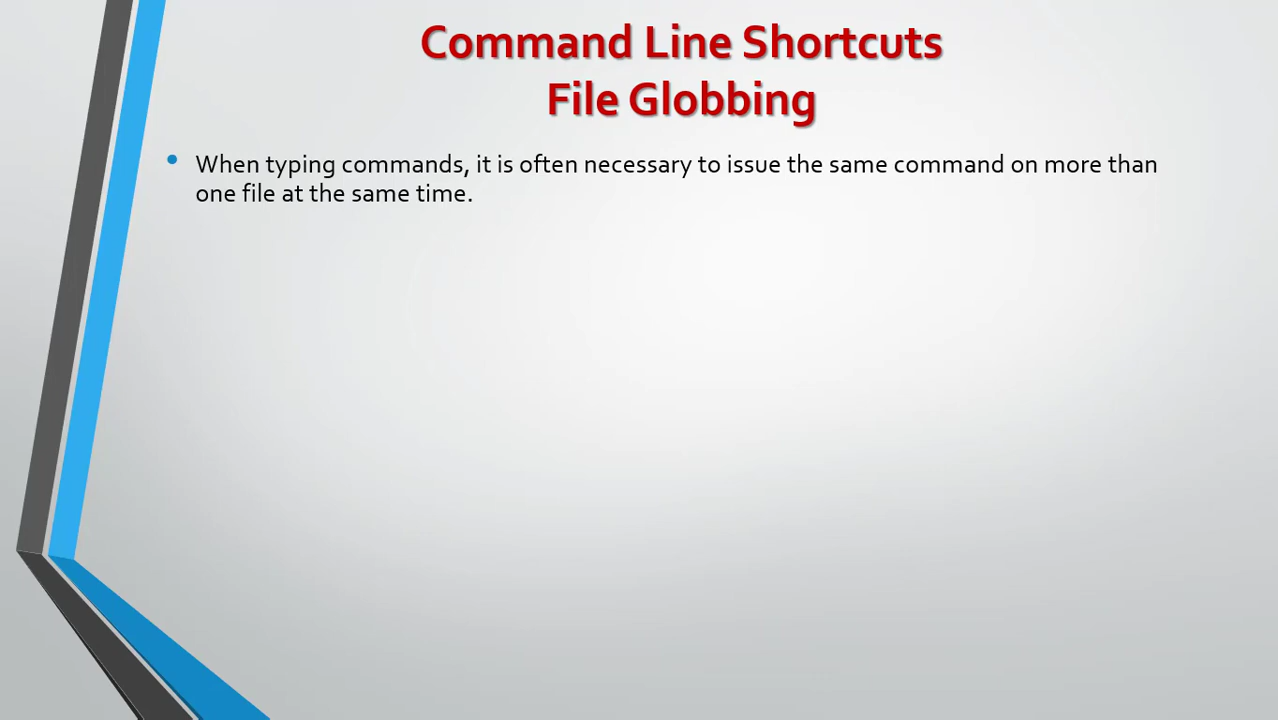 Command Line Shortcuts
File Globbing
• When typing commands, it is often necessary to issue the same command on more than
one file at the same time.